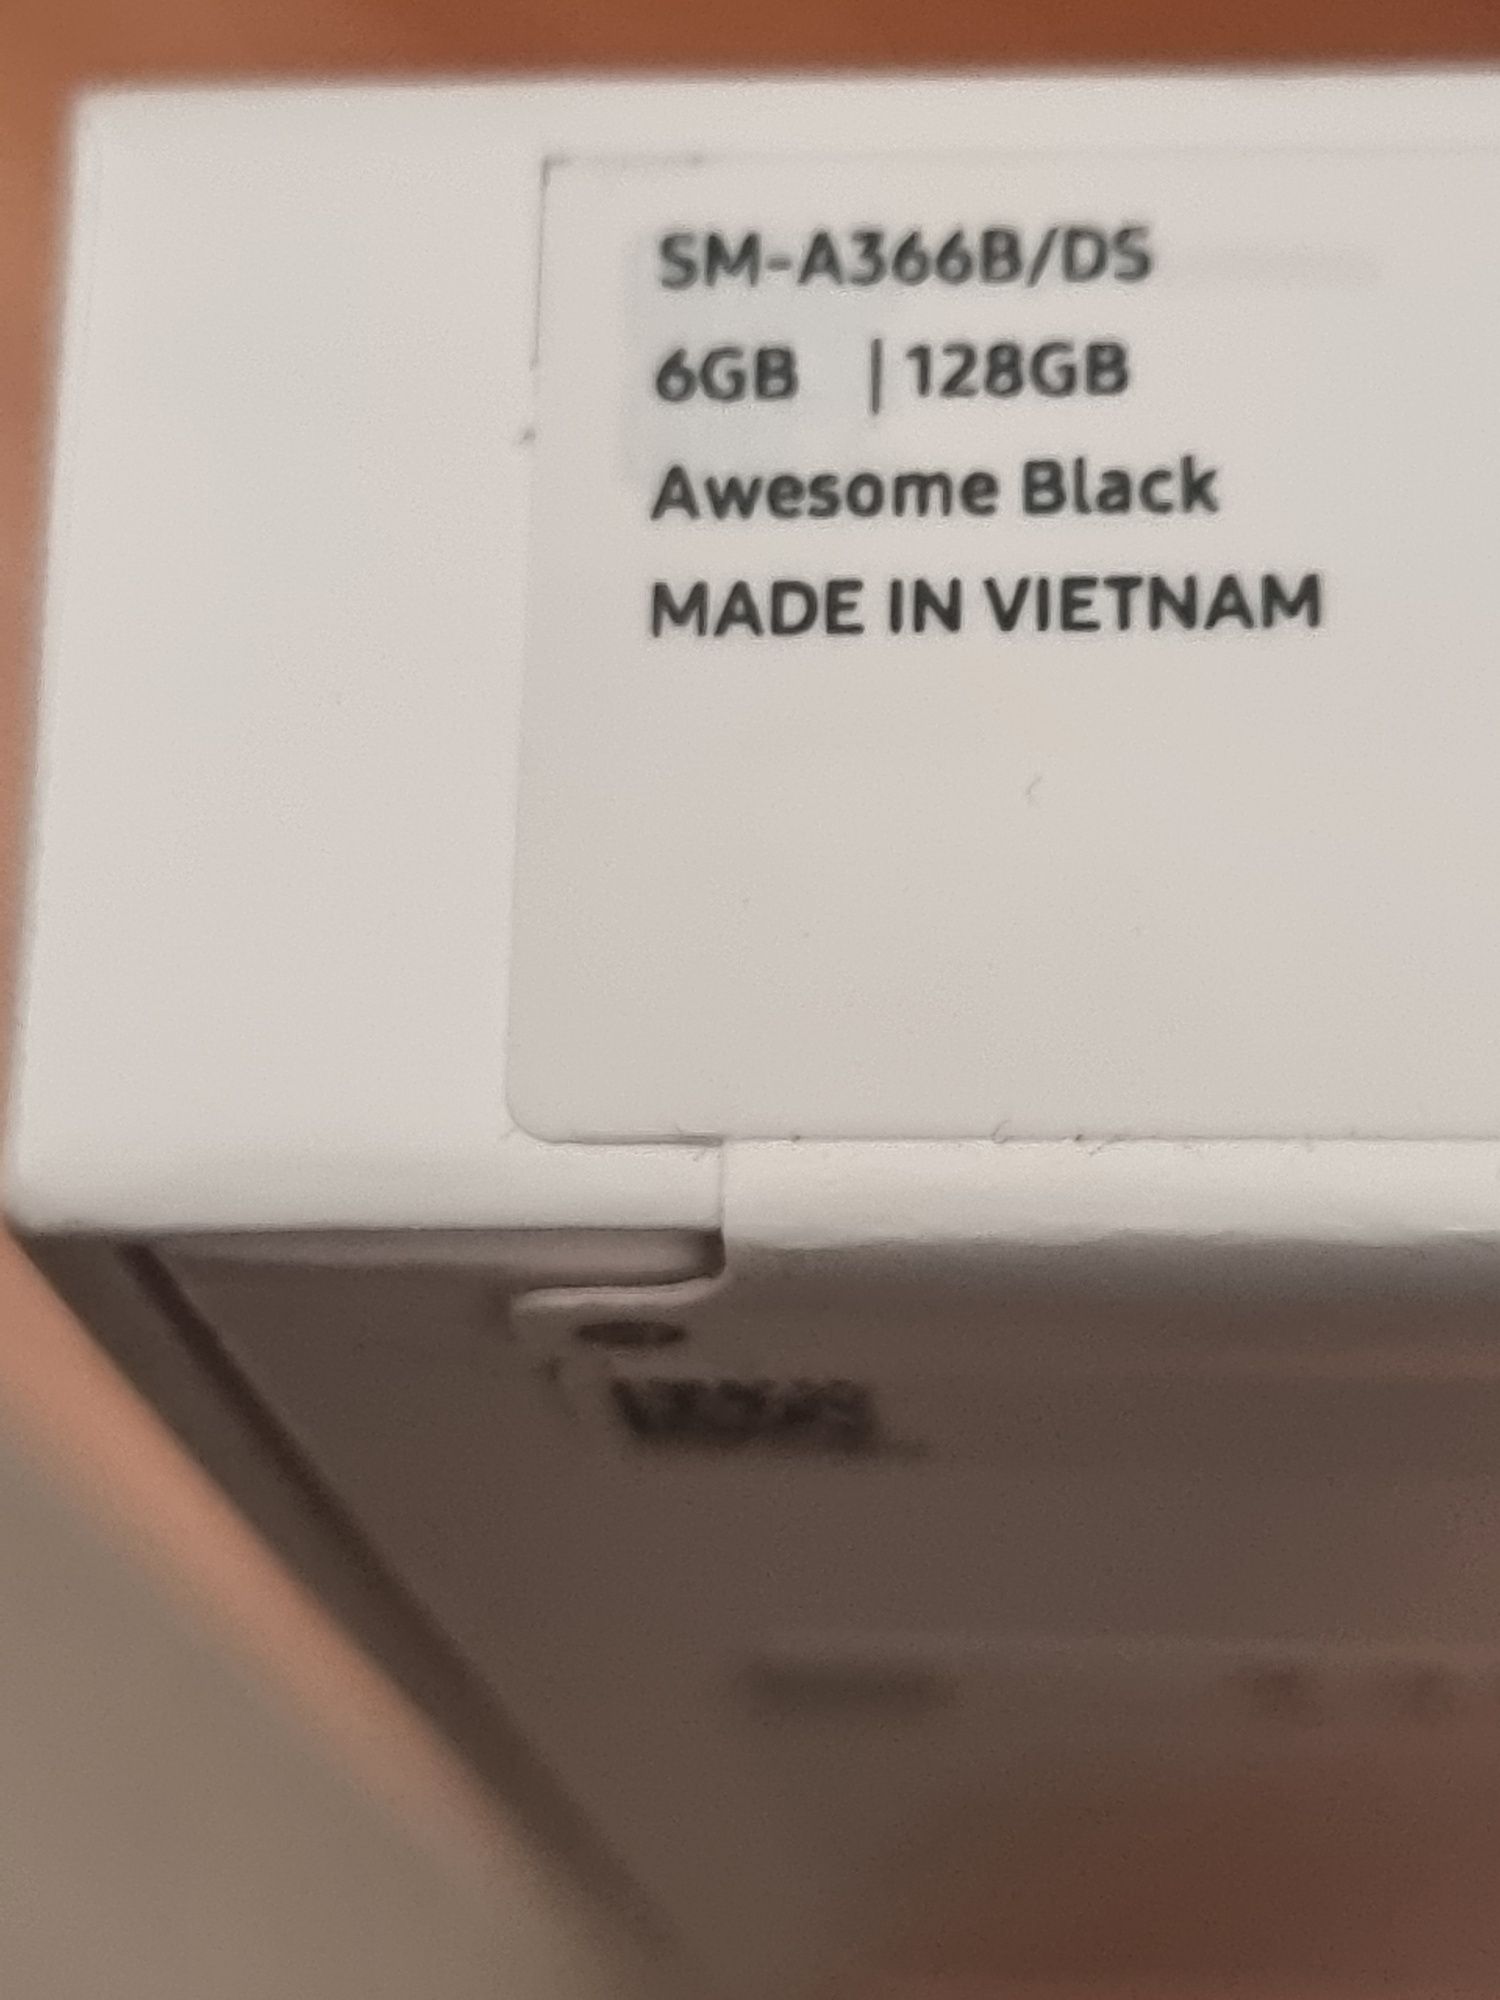 SM-A366B/DS
6GB | 128GB
Awesome Black
MADE IN VIETNAM